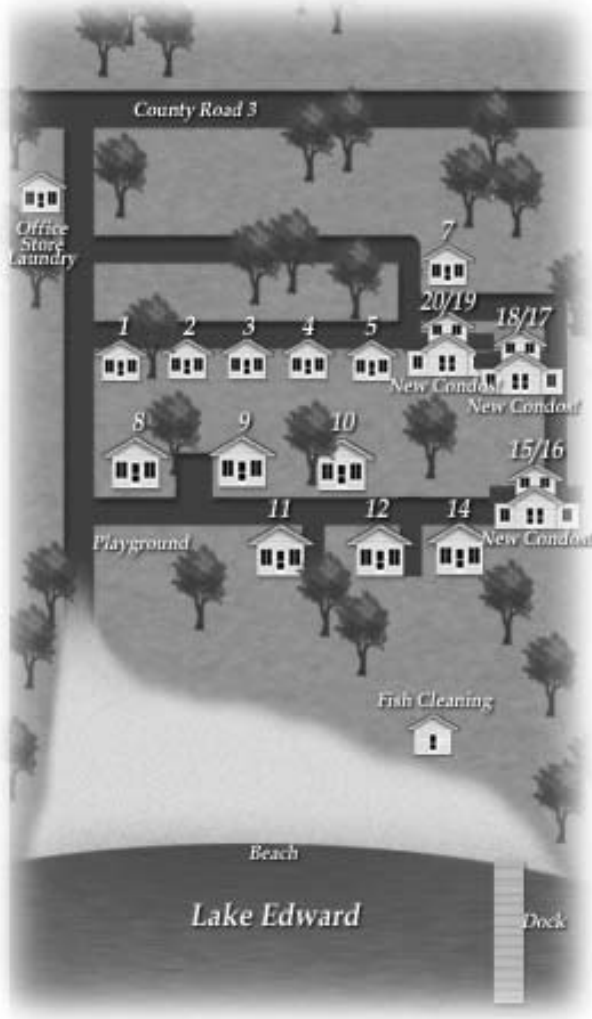 County Road 3
Office
Store
Laundry
7
20/19
18/17
1
2
3
4
5
New Condos!
New Condos!
8
9
10
15/16
11
12
14
Playground
New Condos!
Fish Cleaning
Beach
Lake Edward
Dock